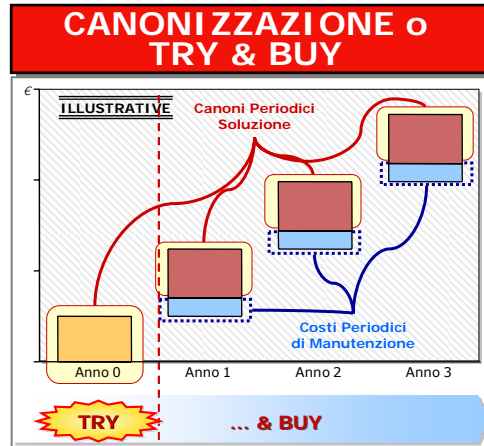 CANONIZZAZIONE o
TRY & BUY
€
ILLUSTRATIVE
Canoni Periodici
Soluzione
Costi Periodici
di Manutenzione
Anno 0 Anno 1 Anno 2 Anno 3
TRY ... & BUY